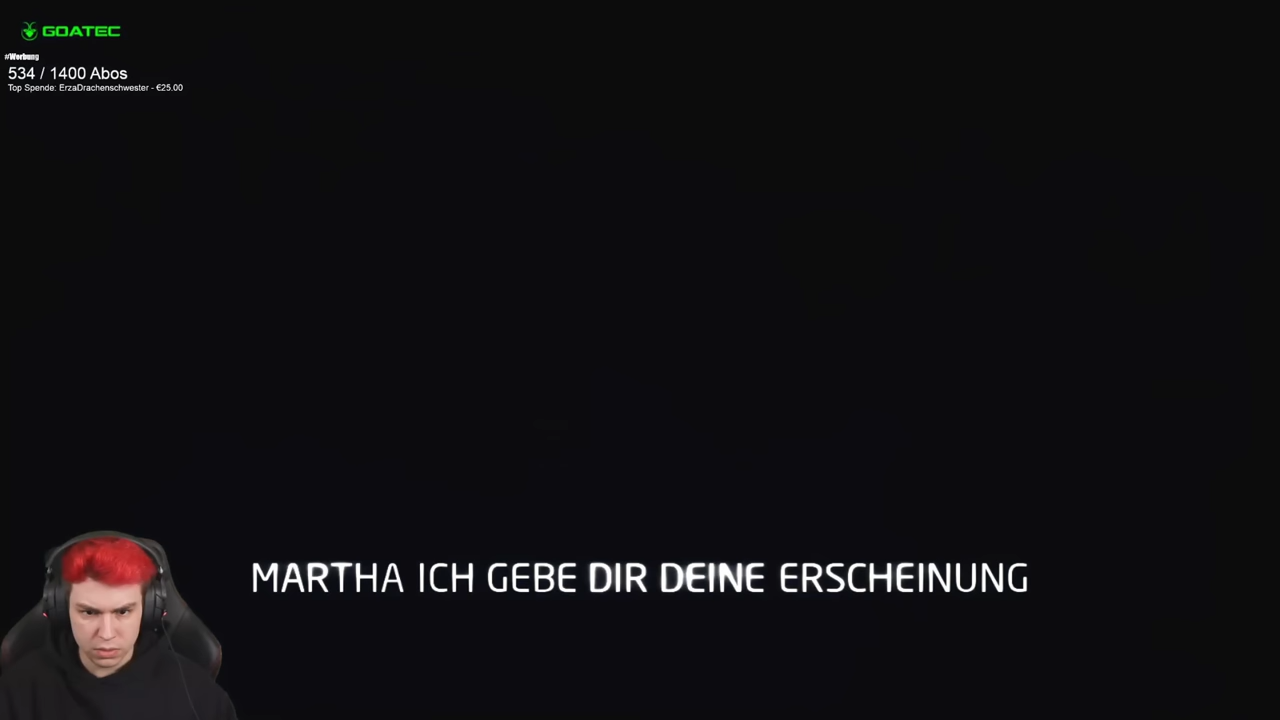 GOATEC
#Werbung
534 / 1400 Abos
Top Spende: ErzaDrachenschwester - €25.00
MARTHA ICH GEBE DIR DEINE ERSCHEINUNG